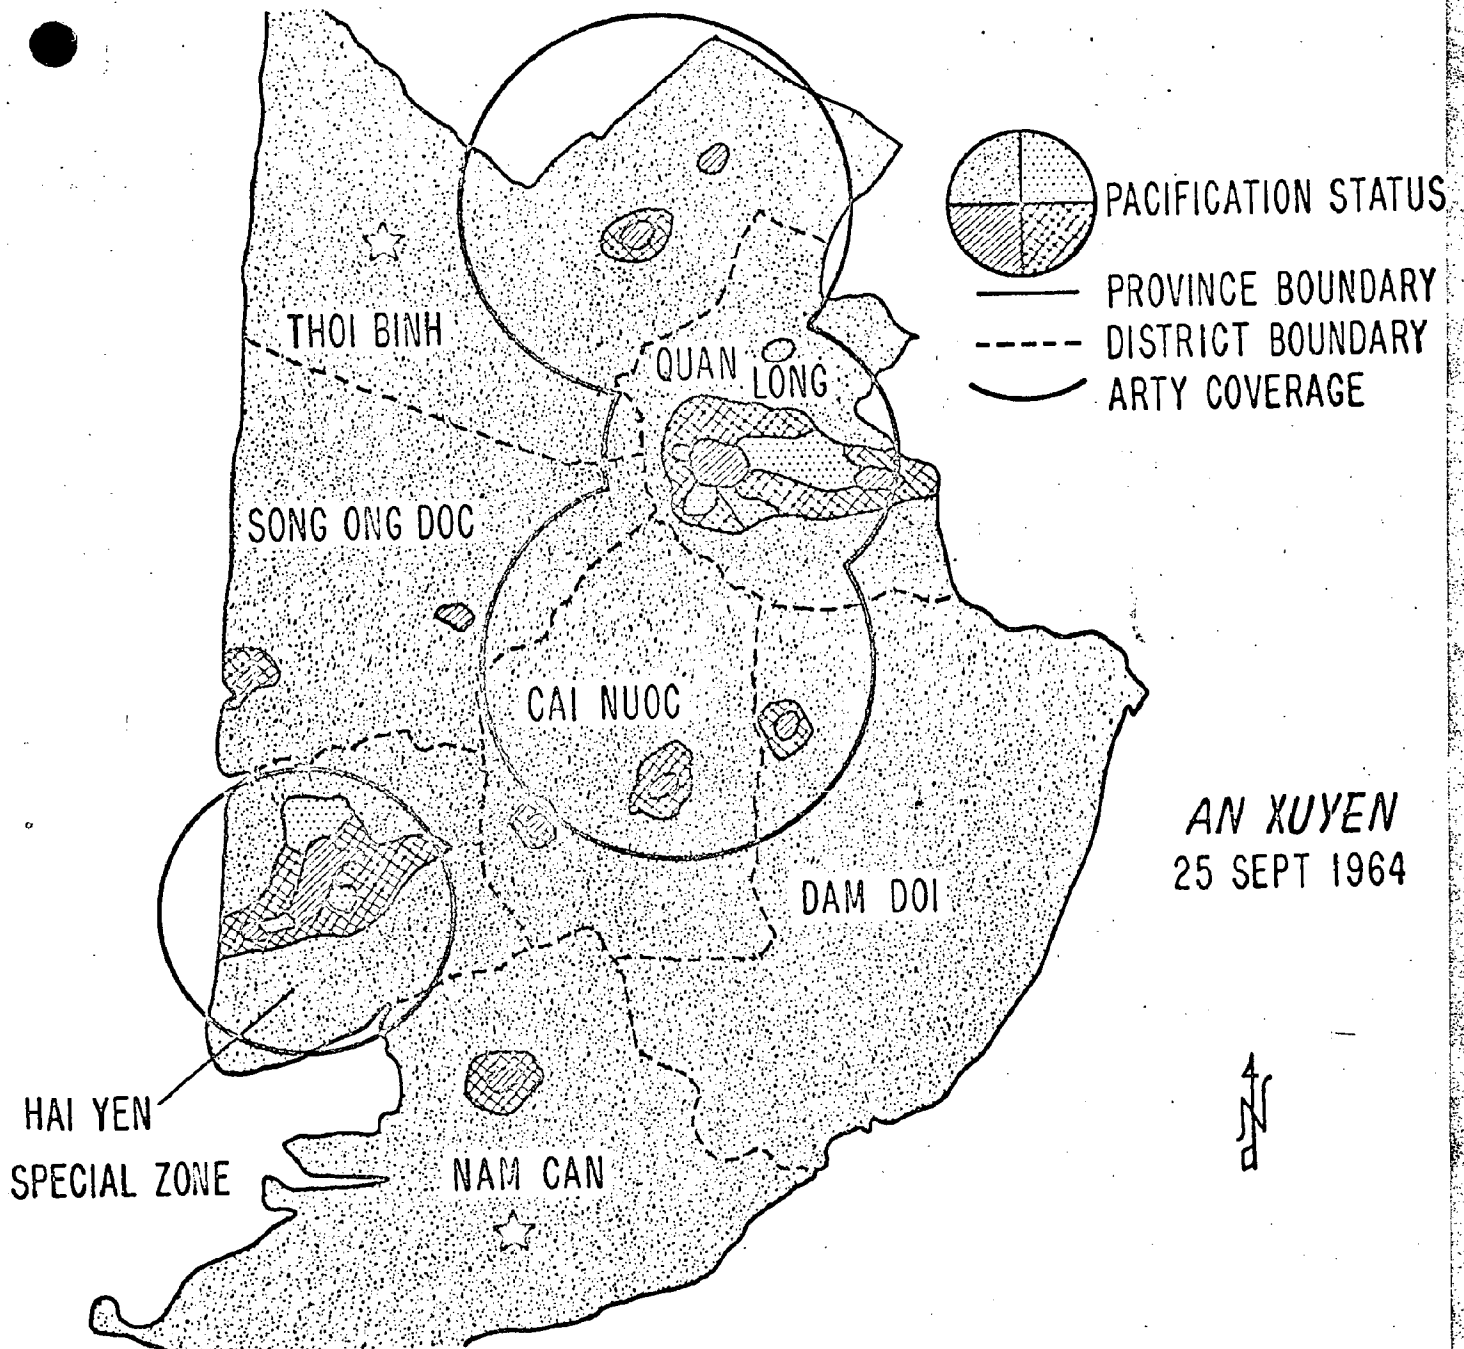 PACIFICATION STATUS
PROVINCE BOUNDARY
DISTRICT BOUNDARY
ARTY COVERAGE
THOI BINH
QUAN LONG
SONG ONG DOC
CAI NUOC
DAM DOI
AN XUYEN
25 SEPT 1964
HAI YEN
SPECIAL ZONE
NAM CAN
N